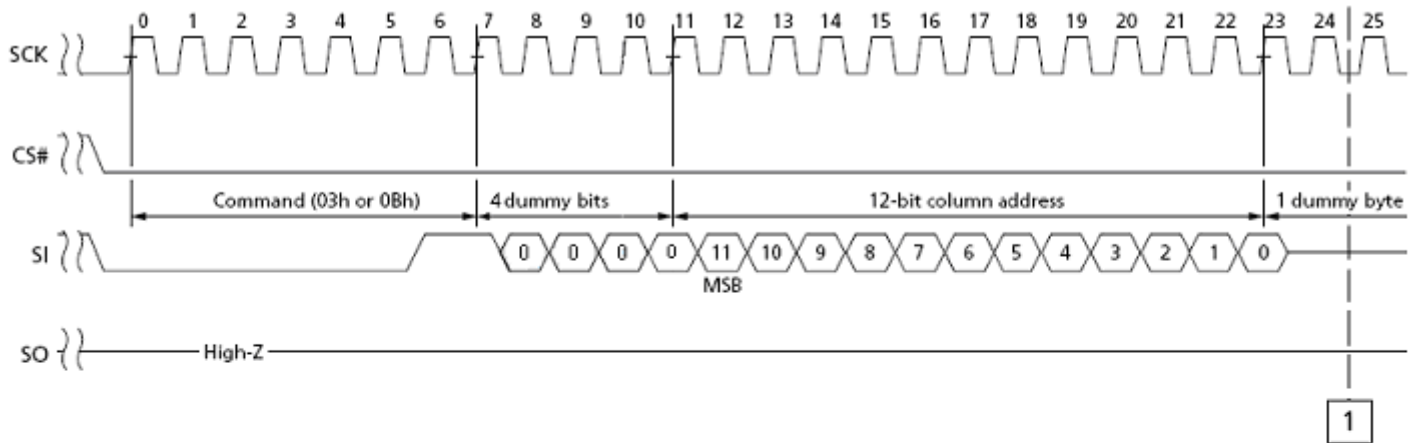 0 1 2 3 4 5 6 7 8 9 10 11 12 13 14 15 16 17 18 19 20 21 22 23 24 25
SCK
CS#
Command (03h or 0Bh) 4 dummy bits 12-bit column address 1 dummy byte
SI 0 0 0 0 11 10 9 8 7 6 5 4 3 2 1 0
MSB
SO High-Z
1